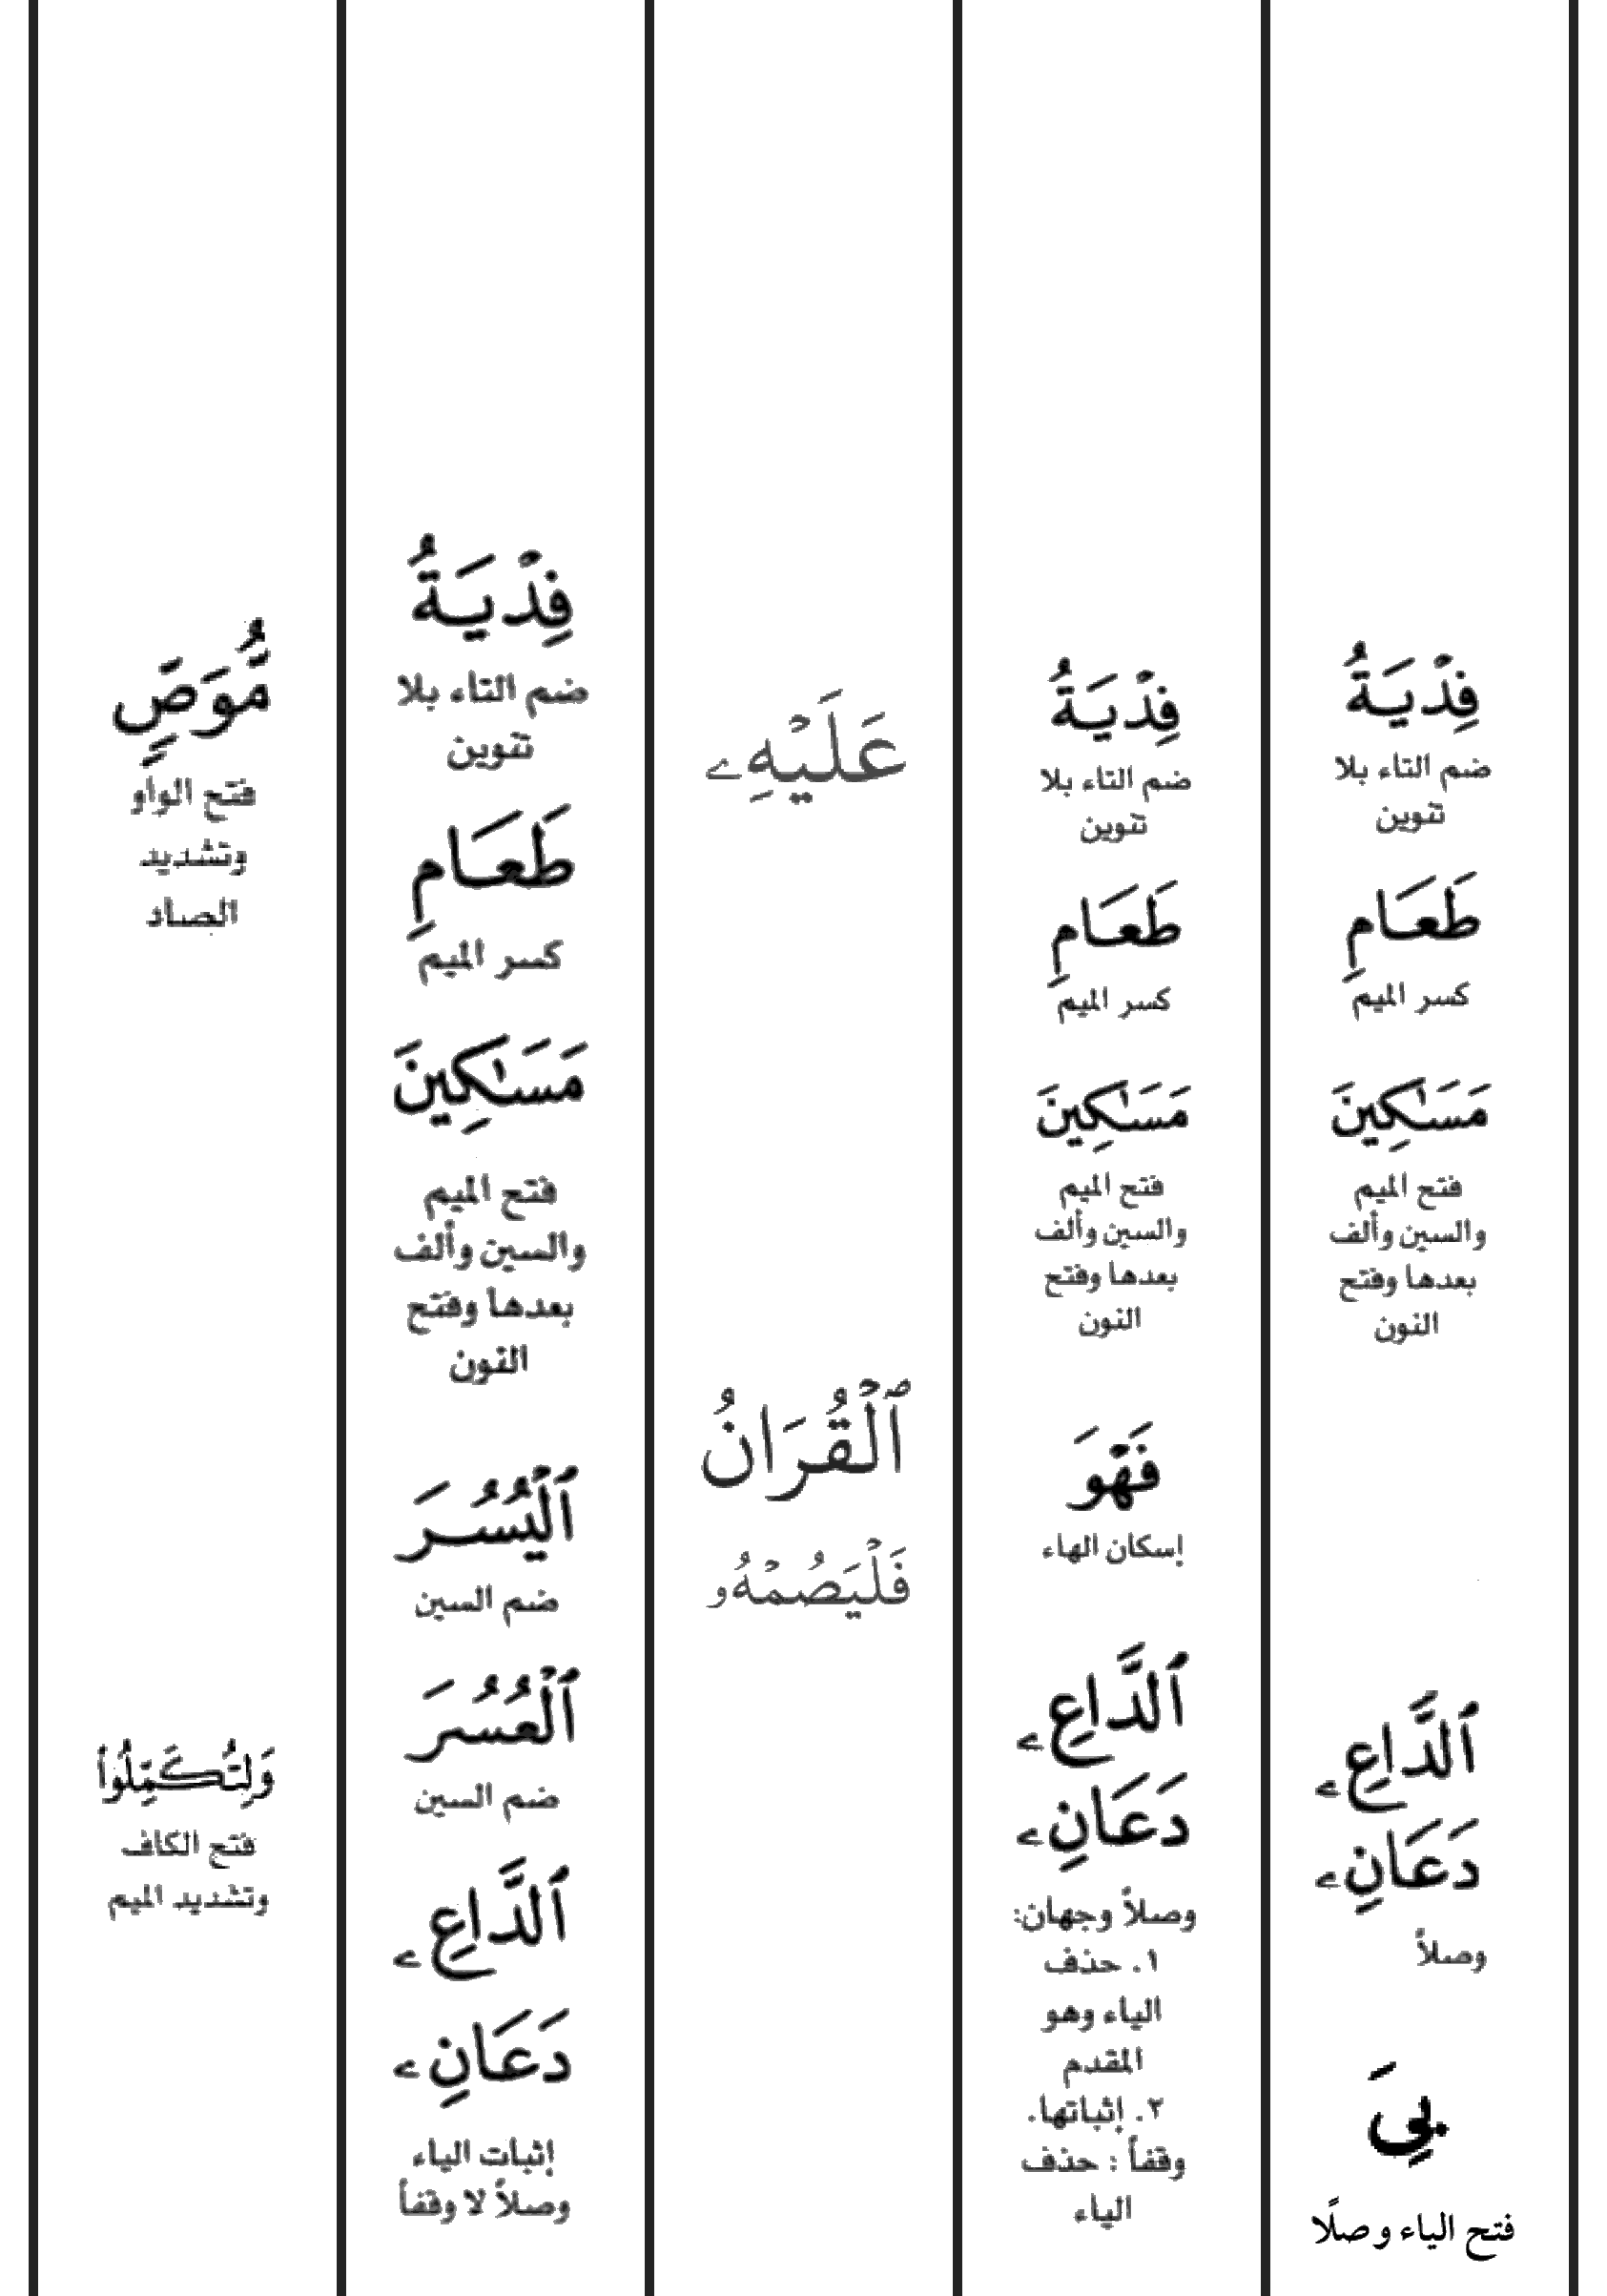 فِدۡيَةُ
ضم التاء بلا
تنوين
طَعَامِ
كسر الميم
مَسَٰكِينَ
فتح الميم
والسين وألف
بعدها وفتح
النون
ٱلدَّاعِۦ
دَعَانِۦ
وصلاً
بِيَ
فتح الياء وصلًا
فِدۡيَةُ
ضم التاء بلا
تنوين
طَعَامِ
كسر الميم
مَسَٰكِينَ
فتح الميم
والسين وألف
بعدها وفتح
النون
فَهۡوَ
إسكان الهاء
ٱلدَّاعِۦ
دَعَانِۦ
وصلاً وجهان:
١. حذف
الياء وهو
المقدم
٢. إثباتها.
وقفاً : حذف
الياء
عَلَيۡهِۦ
ٱلۡقُرَانُ
فَلۡيَصُمۡهُۥ
فِدۡيَةُ
ضم التاء بلا
تنوين
طَعَامِ
كسر الميم
مَسَٰكِينَ
فتح الميم
والسين وألف
بعدها وفتح
النون
ٱلۡيُسُرَ
ضم السين
ٱلۡعُسُرَ
ضم السين
ٱلدَّاعِۦ
دَعَانِۦ
إثبات الياء
وصلاً لا وقفاً
مُّوَصٍّ
فتح الواو
وتشديد
الصاد
وَلِتُكَمِّلُواْ
فتح الكاف
وتشديد الميم